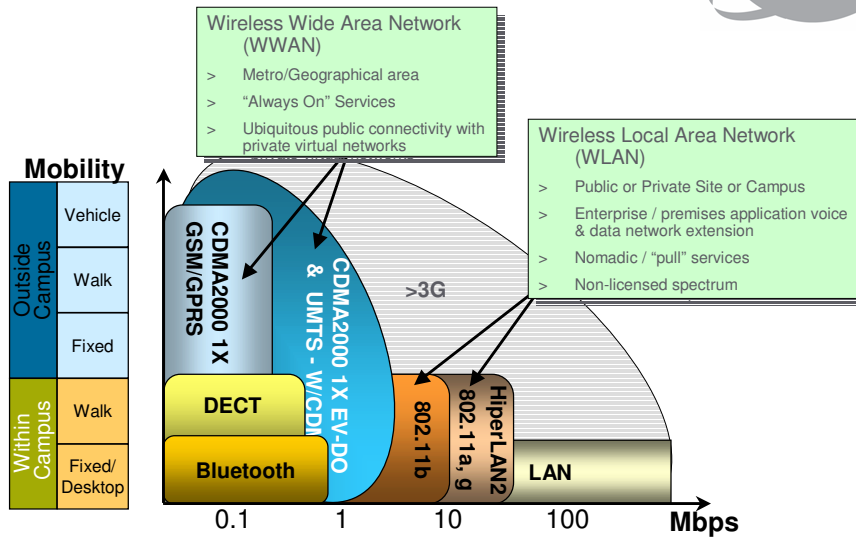 Wireless Wide Area Network
(WWAN)
> Metro/Geographical area
> “Always On” Services
> Ubiquitous public connectivity with
private virtual networks
Wireless Local Area Network
(WLAN)
> Public or Private Site or Campus
> Enterprise / premises application voice
& data network extension
> Nomadic / “pull” services
> Non-licensed spectrum
Mobility
Outside
Campus
Vehicle
Walk
Fixed
Within
Campus
Walk
Fixed/
Desktop
CDMA2000 1X
GSM/GPRS
CDMA2000 1X EV-DO
& UMTS - W/CDM
>3G
DECT
Bluetooth
802.11b
HiperLAN2
802.11a, g
LAN
0.1
1
10
100
Mbps